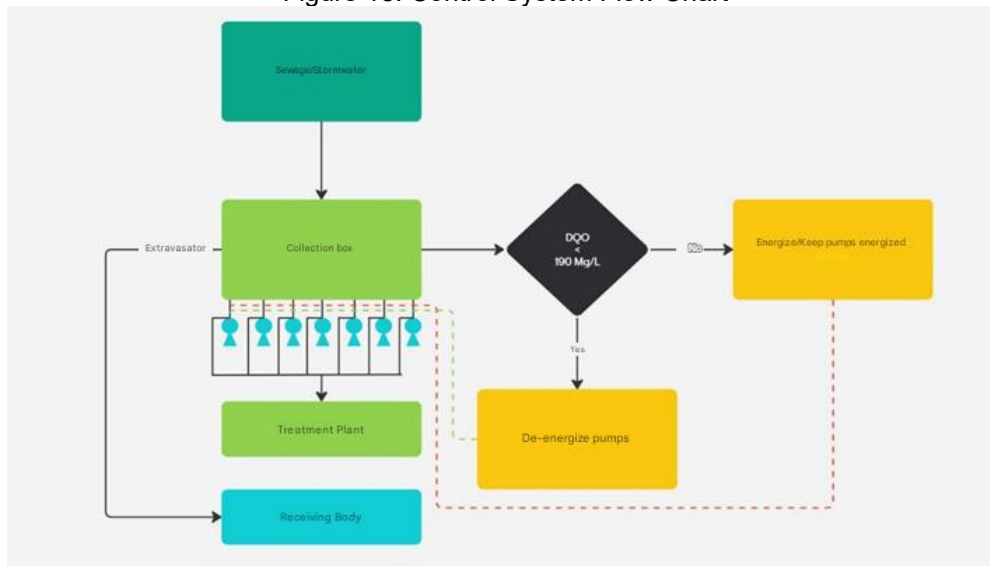 Figure 18: Control System Flow Chart
Sewage/Stormwater
Extravasator
Collection box
DQO
<
190 Mg/L
No
Energize/Keep pumps energized
Yes
Treatment Plant
De-energize pumps
Receiving Body